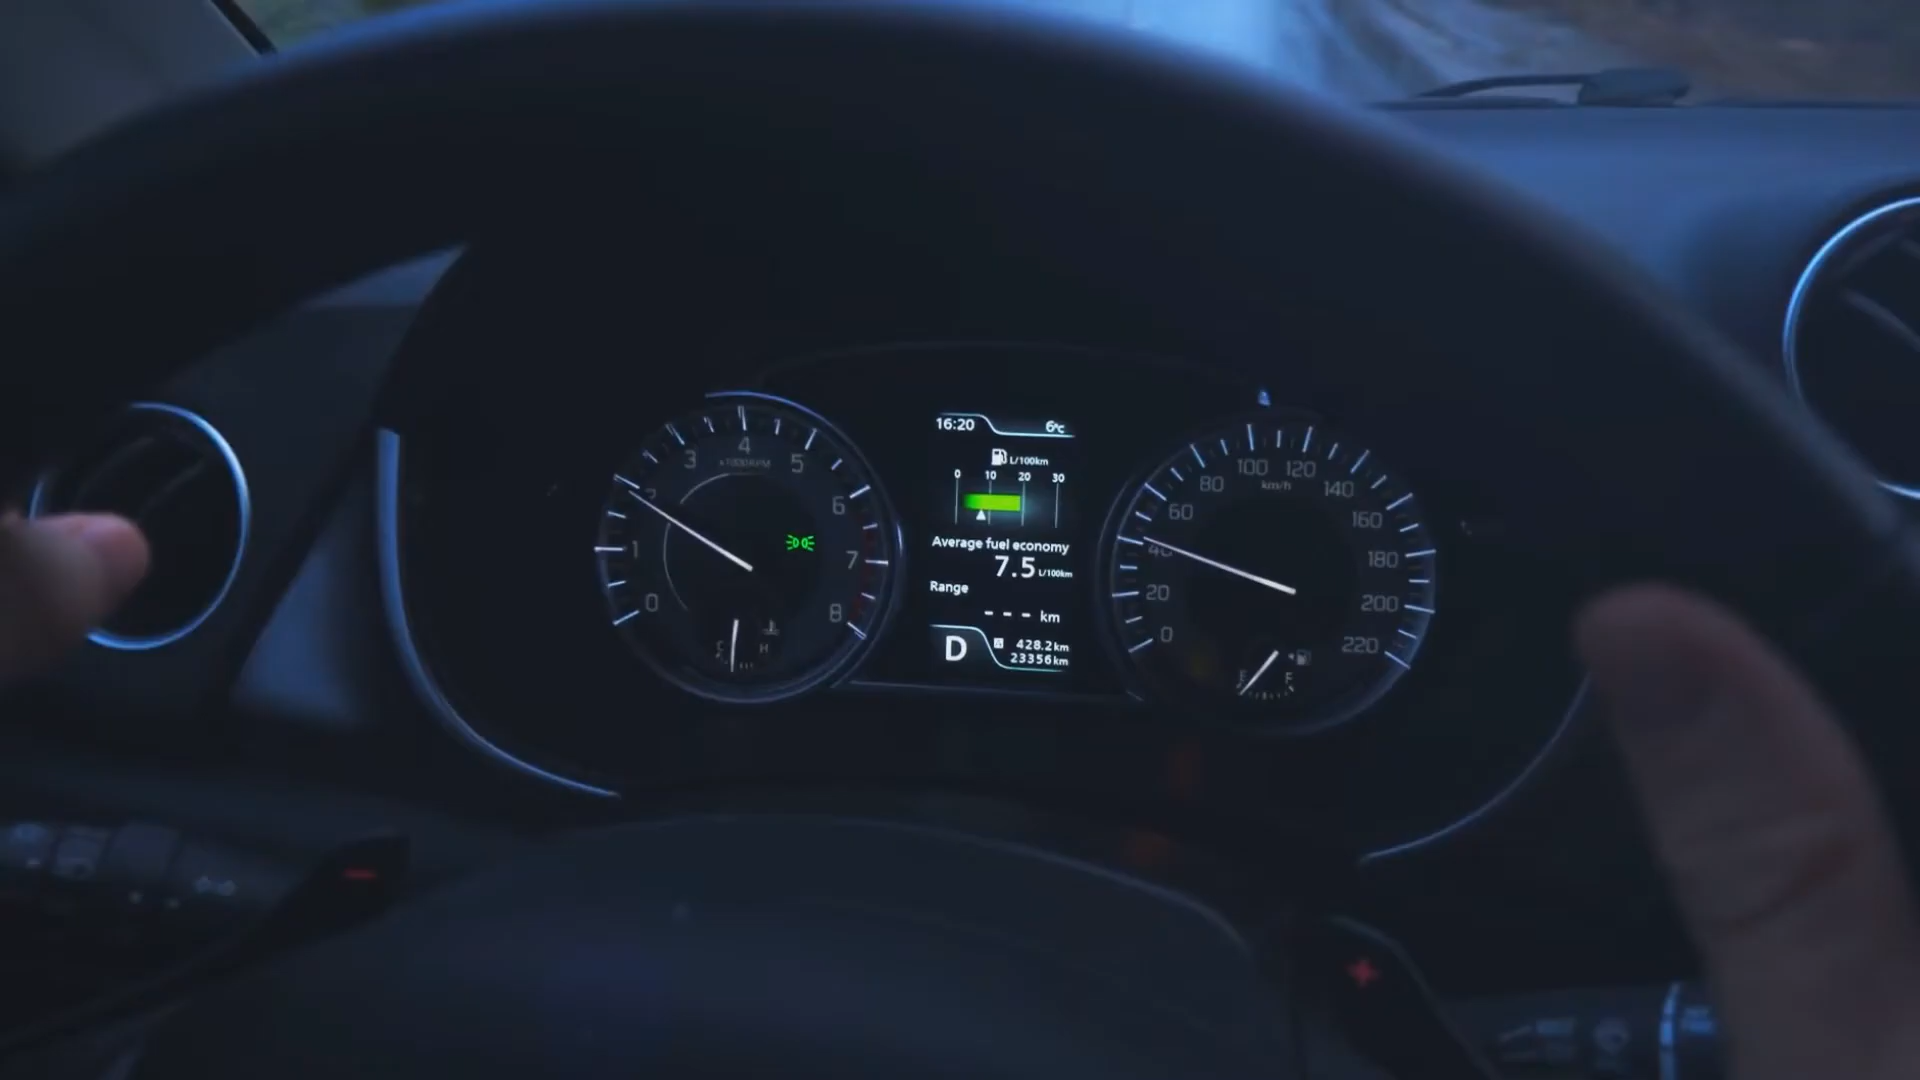 16:20 6°C
L/100km
0 10 20 30
Average fuel economy
7.5 L/100km
Range
--- km
D
A 428.2 km
23356 km
0 1 2 3 4 5 6 7 8
x1000RPM
C H
0 20 40 60 80 100 120 140 160 180 200 220
km/h
E F
-
+